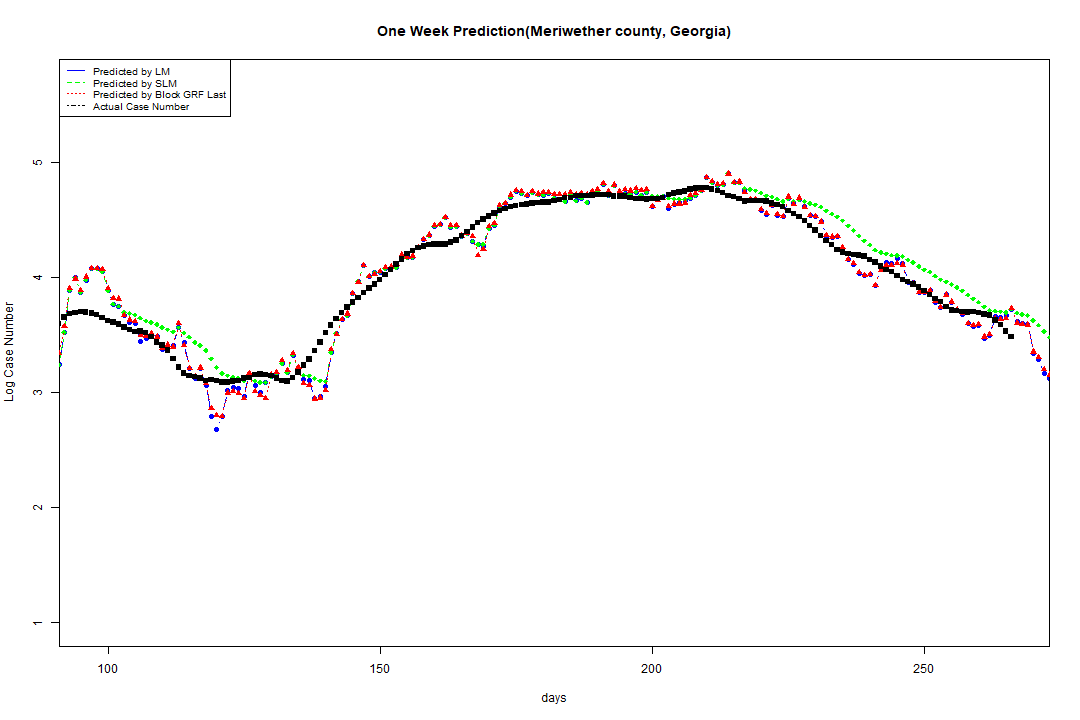 One Week Prediction(Meriwether county, Georgia)
Predicted by LM
Predicted by SLM
Predicted by Block GRF Last
Actual Case Number
5
4
3
2
1
Log Case Number
100 150 200 250
days